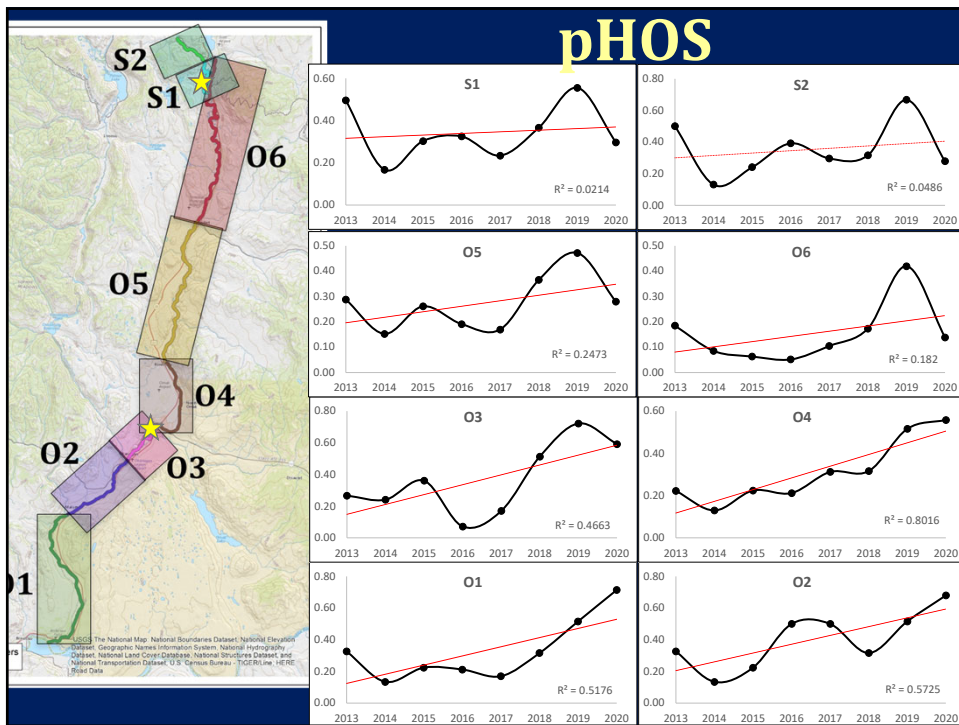 pHOS
S2
S1
O6
O5
O4
O2
O3
O1
USGS The National Map: National Boundaries Dataset, National Elevation
Dataset, Geographic Names Information System, National Hydrography
Dataset, National Land Cover Database, National Structures Dataset, and
National Transportation Dataset; U.S. Census Bureau - TIGER/Line; HERE
Road Data
S1
0.60
0.40
0.20
0.00
R² = 0.0214
2013 2014 2015 2016 2017 2018 2019 2020
S2
0.80
0.60
0.40
0.20
0.00
R² = 0.0486
2013 2014 2015 2016 2017 2018 2019 2020
O5
0.50
0.40
0.30
0.20
0.10
0.00
R² = 0.2473
2013 2014 2015 2016 2017 2018 2019 2020
O6
0.50
0.40
0.30
0.20
0.10
0.00
R² = 0.182
2013 2014 2015 2016 2017 2018 2019 2020
O3
0.80
0.60
0.40
0.20
0.00
R² = 0.4663
2013 2014 2015 2016 2017 2018 2019 2020
O4
0.60
0.40
0.20
0.00
R² = 0.8016
2013 2014 2015 2016 2017 2018 2019 2020
O1
0.80
0.60
0.40
0.20
0.00
R² = 0.5176
2013 2014 2015 2016 2017 2018 2019 2020
O2
0.80
0.60
0.40
0.20
0.00
R² = 0.5725
2013 2014 2015 2016 2017 2018 2019 2020